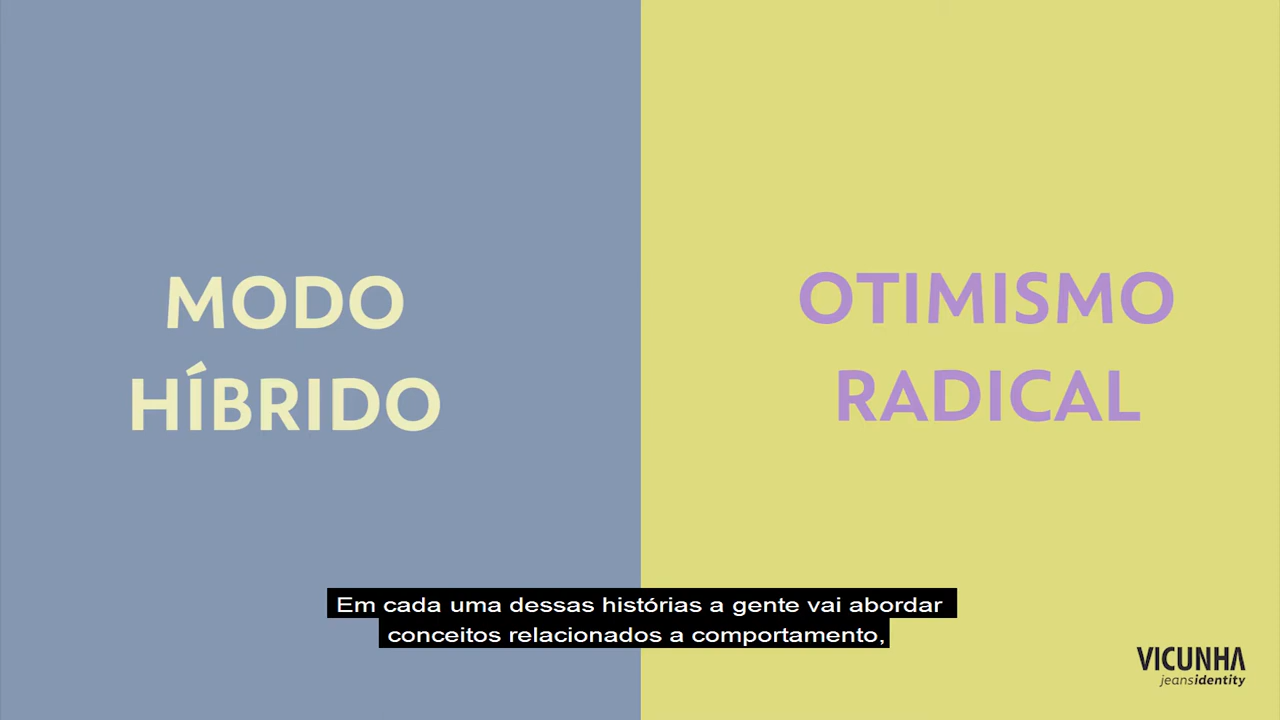 MODO
HÍBRIDO
OTIMISMO
RADICAL
Em cada uma dessas histórias a gente vai abordar
conceitos relacionados a comportamento,
VICUNHA
jeansidentity